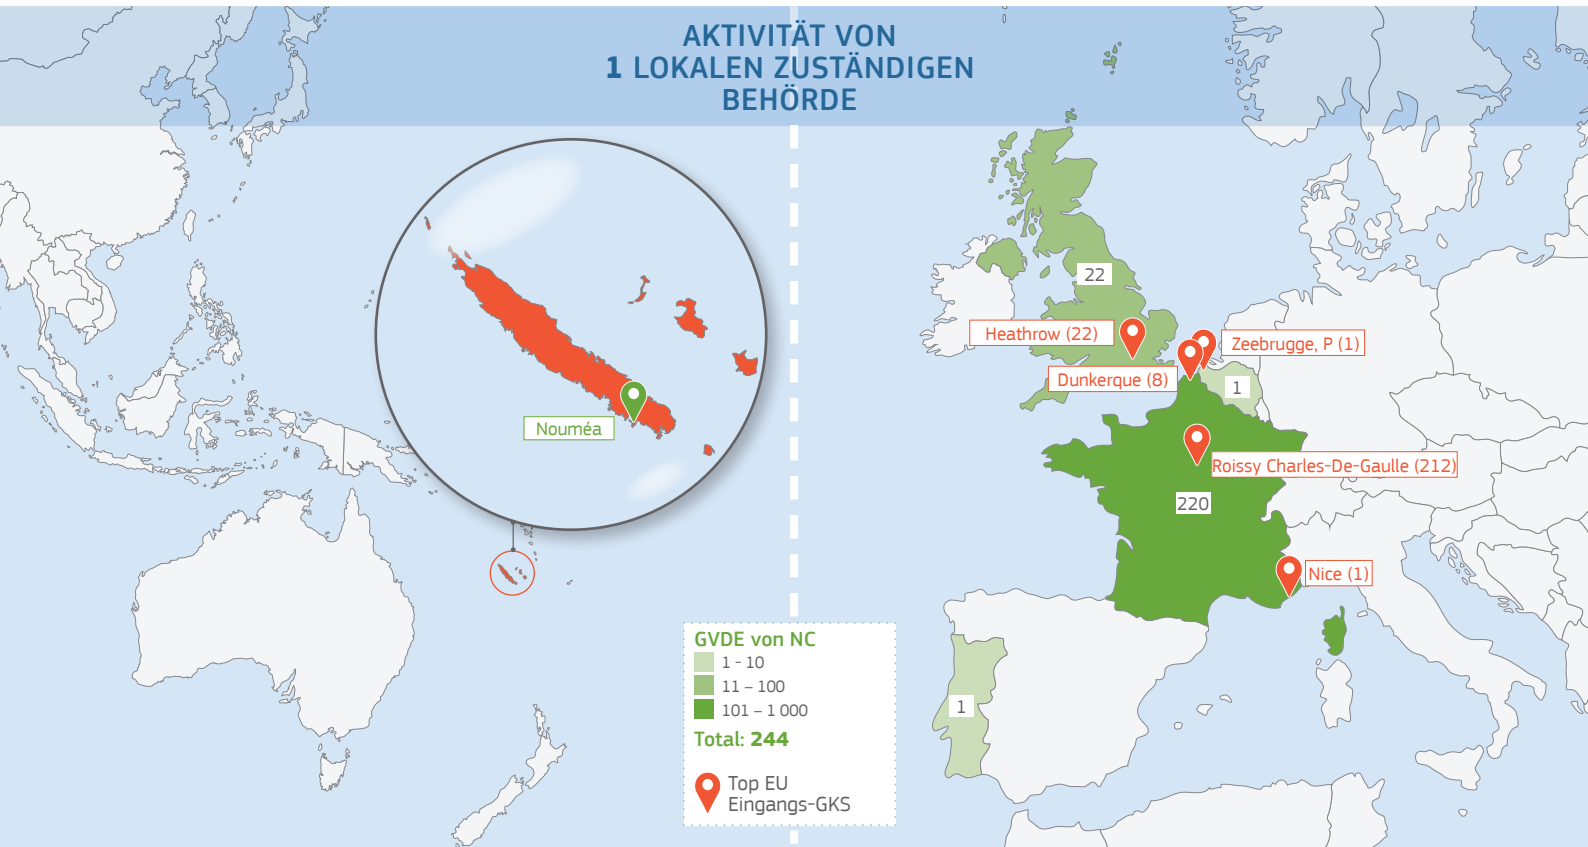 AKTIVITÄT VON
1 LOKALEN ZUSTÄNDIGEN
BEHÖRDE
22
Heathrow (22)
Zeebrugge, P (1)
Dunkerque (8)
1
Nouméa
Roissy Charles-De-Gaulle (212)
220
Nice (1)
1
GVDE von NC
1 - 10
11 – 100
101 – 1 000
Total: 244
Top EU
Eingangs-GKS